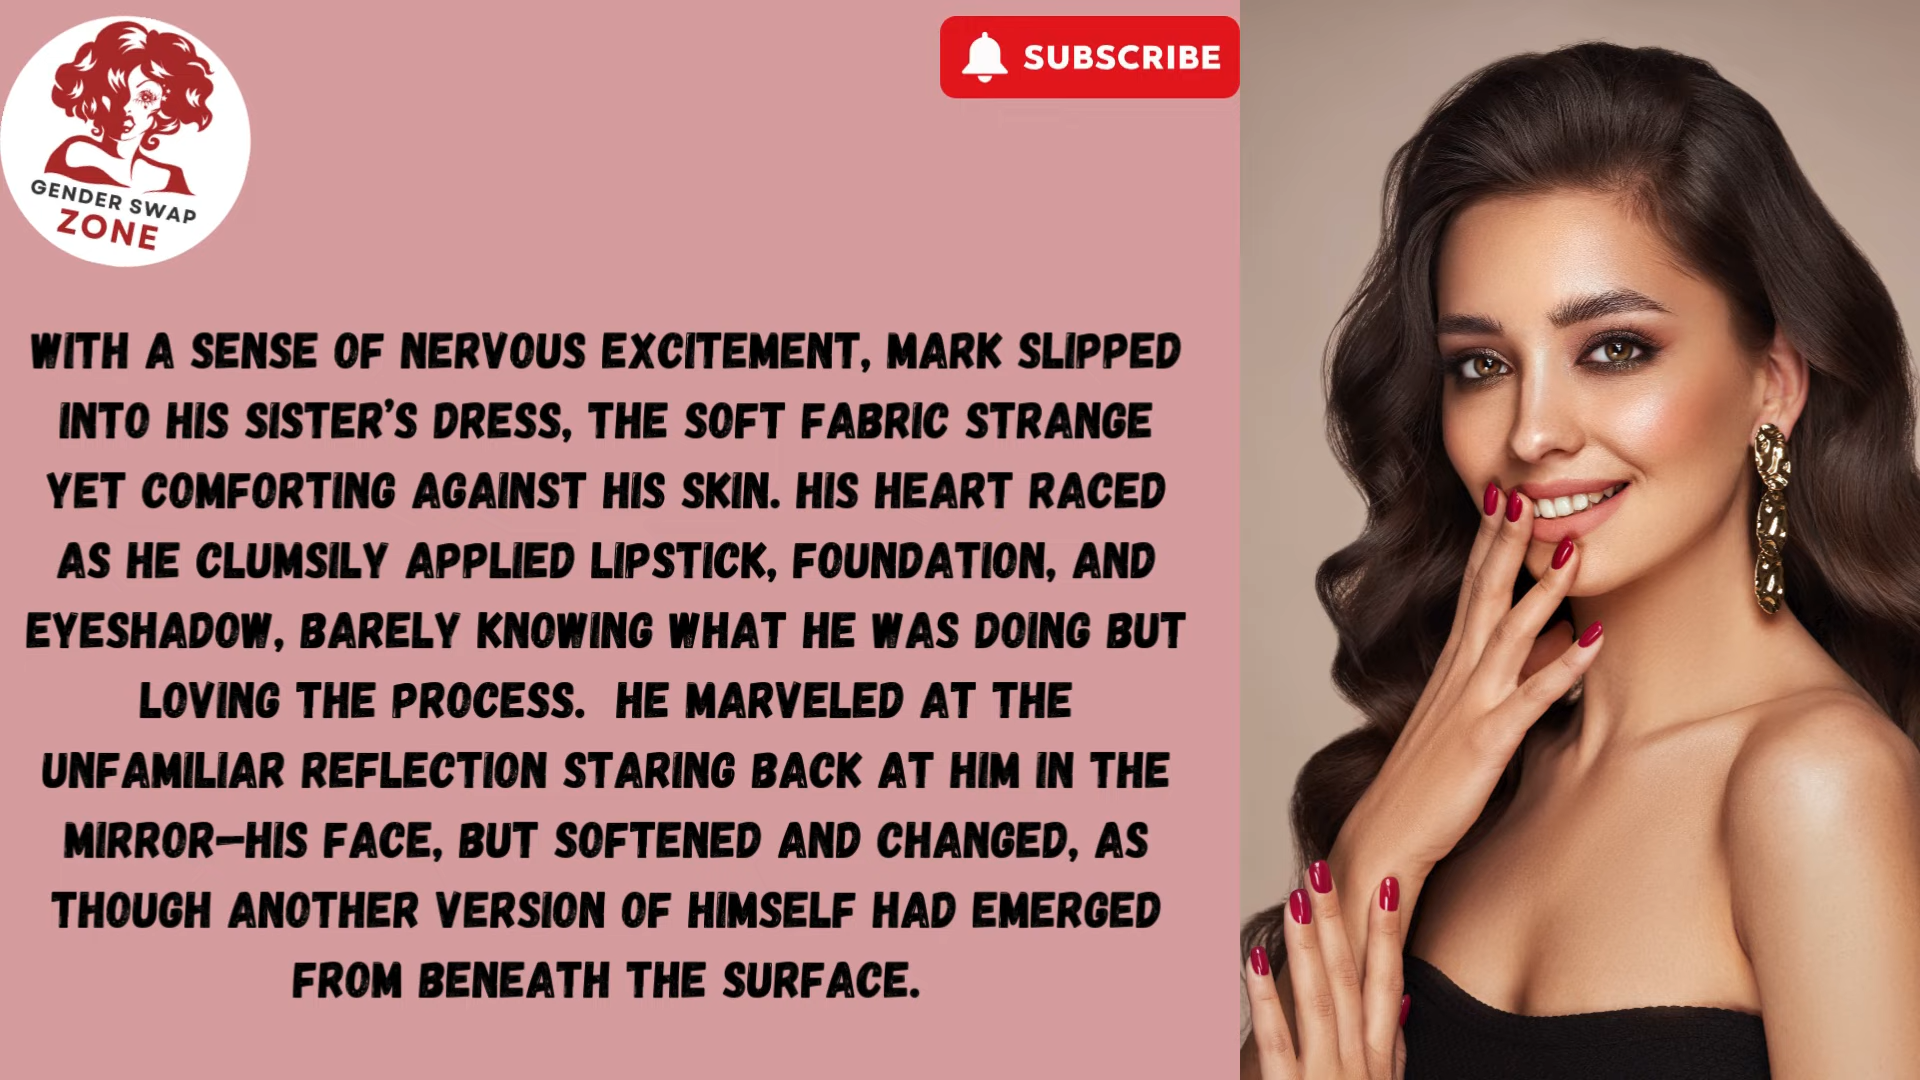 GENDER SWAP
ZONE
SUBSCRIBE
WITH A SENSE OF NERVOUS EXCITEMENT, MARK SLIPPED
INTO HIS SISTER'S DRESS, THE SOFT FABRIC STRANGE
YET COMFORTING AGAINST HIS SKIN. HIS HEART RACED
AS HE CLUMSILY APPLIED LIPSTICK, FOUNDATION, AND
EYESHADOW, BARELY KNOWING WHAT HE WAS DOING BUT
LOVING THE PROCESS.  HE MARVELED AT THE
UNFAMILIAR REFLECTION STARING BACK AT HIM IN THE
MIRROR—HIS FACE, BUT SOFTENED AND CHANGED, AS
THOUGH ANOTHER VERSION OF HIMSELF HAD EMERGED
FROM BENEATH THE SURFACE.